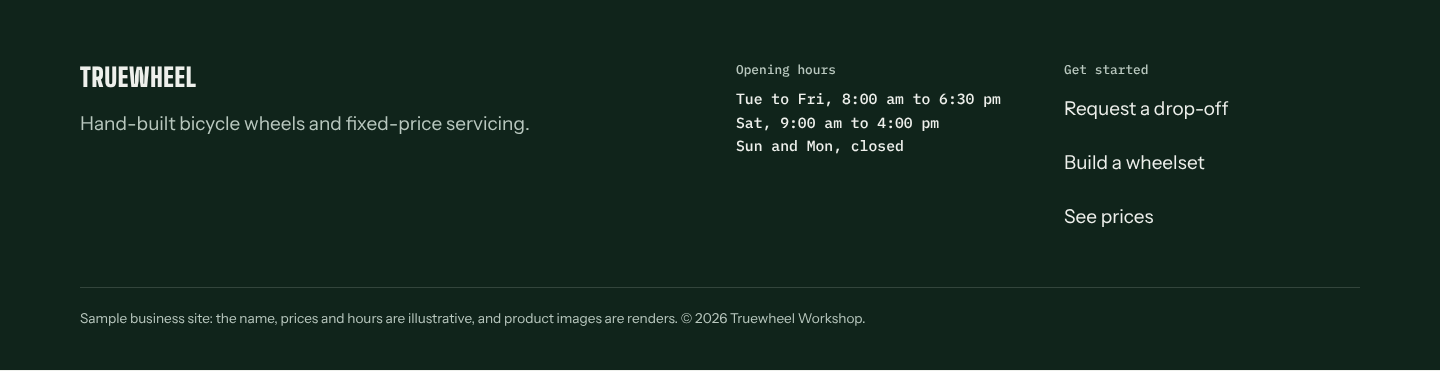 TRUEWHEEL
Hand-built bicycle wheels and fixed-price servicing.
Opening hours
Tue to Fri, 8:00 am to 6:30 pm
Sat, 9:00 am to 4:00 pm
Sun and Mon, closed
Get started
Request a drop-off
Build a wheelset
See prices
Sample business site: the name, prices and hours are illustrative, and product images are renders. © 2026 Truewheel Workshop.